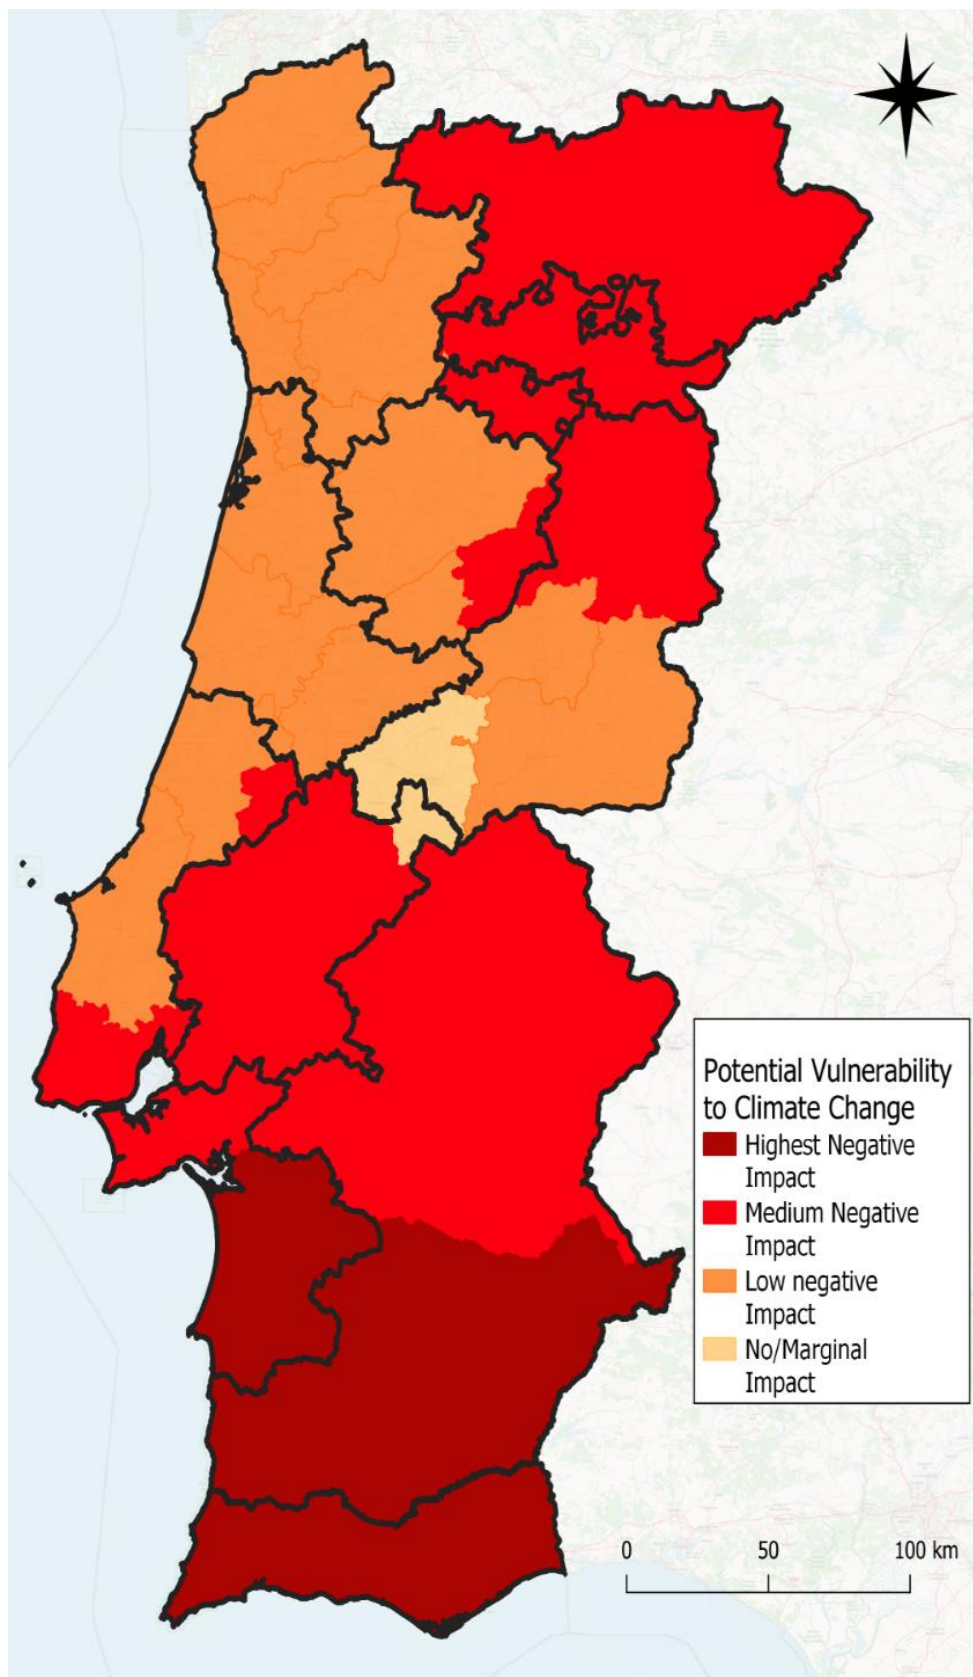 Potential Vulnerability
to Climate Change
Highest Negative
Impact
Medium Negative
Impact
Low negative
Impact
No/Marginal
Impact
0 50 100 km